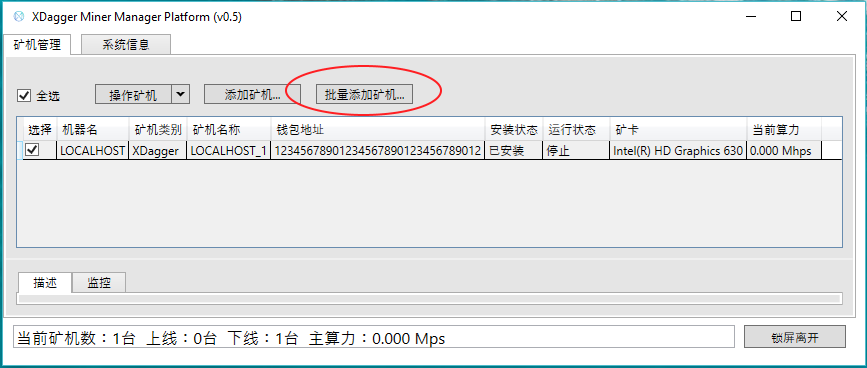 XDagger Miner Manager Platform (v0.5)
矿机管理 系统信息
全选 操作矿机 添加矿机... 批量添加矿机...
选择 机器名 矿机类别 矿机名称 钱包地址 安装状态 运行状态 矿卡 当前算力
LOCALHOST XDagger LOCALHOST_1 12345678901234567890123456789012 已安装 停止 Intel(R) HD Graphics 630 0.000 Mhps
描述 监控
当前矿机数：1台 上线：0台 下线：1台 主算力：0.000 Mps 锁屏离开